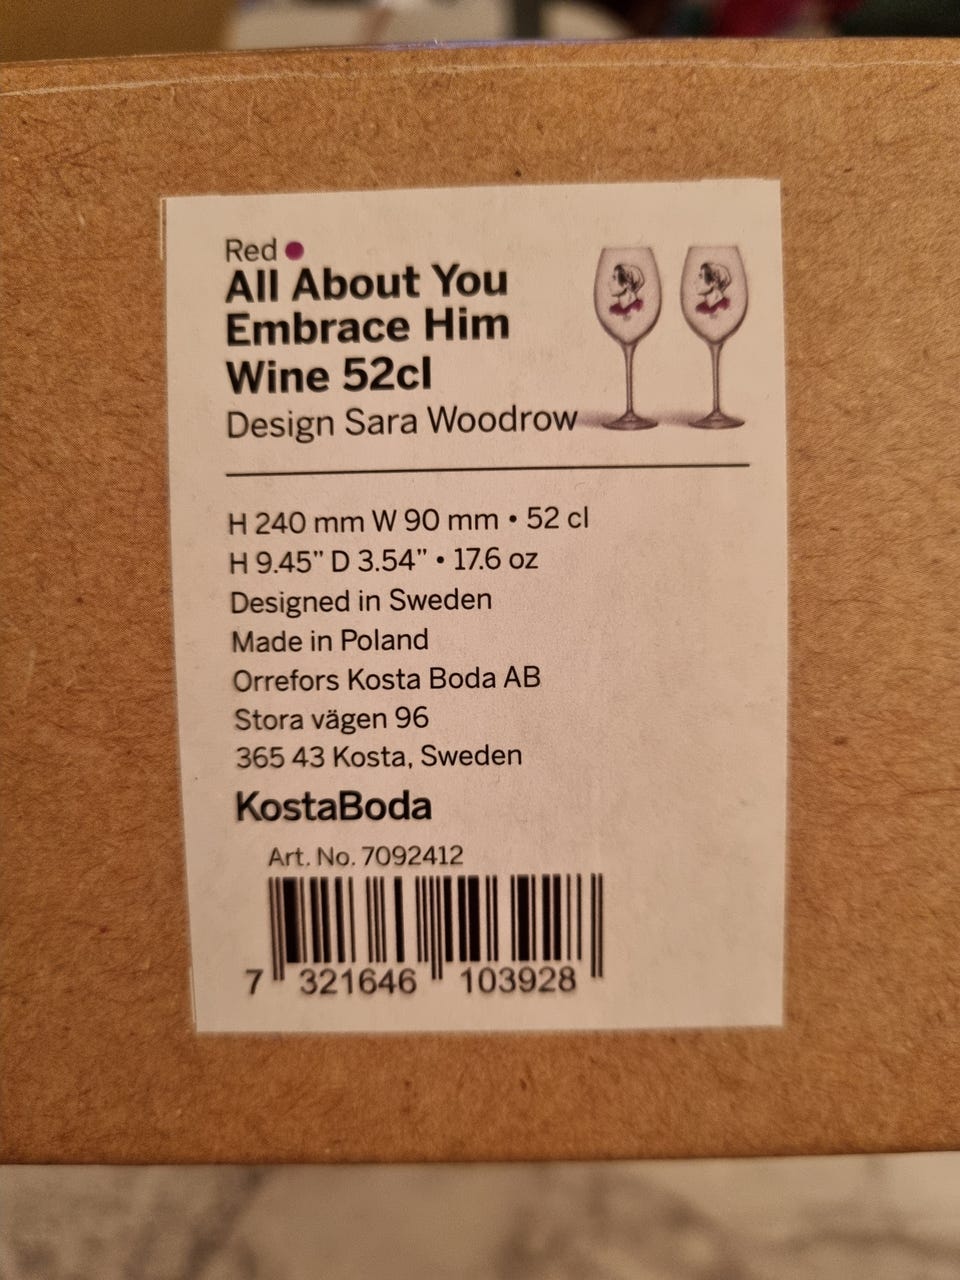 Red
All About You
Embrace Him
Wine 52cl
Design Sara Woodrow
H 240 mm W 90 mm • 52 cl
H 9.45" D 3.54" • 17.6 oz
Designed in Sweden
Made in Poland
Orrefors Kosta Boda AB
Stora vägen 96
365 43 Kosta, Sweden
KostaBoda
Art. No. 7092412
7 321646 103928